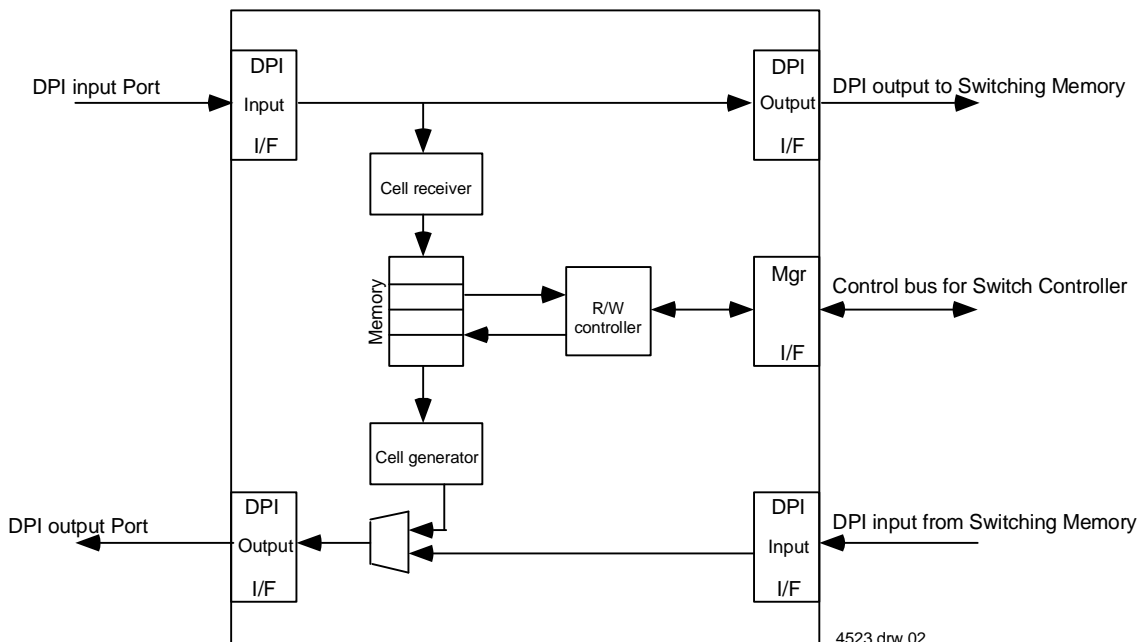 DPI input Port
DPI
Input
I/F
DPI
Output
I/F
DPI output to Switching Memory
Cell receiver
Memory
R/W
controller
Mgr
I/F
Control bus for Switch Controller
Cell generator
DPI output Port
DPI
Output
I/F
DPI
Input
I/F
DPI input from Switching Memory
4523 drw 02